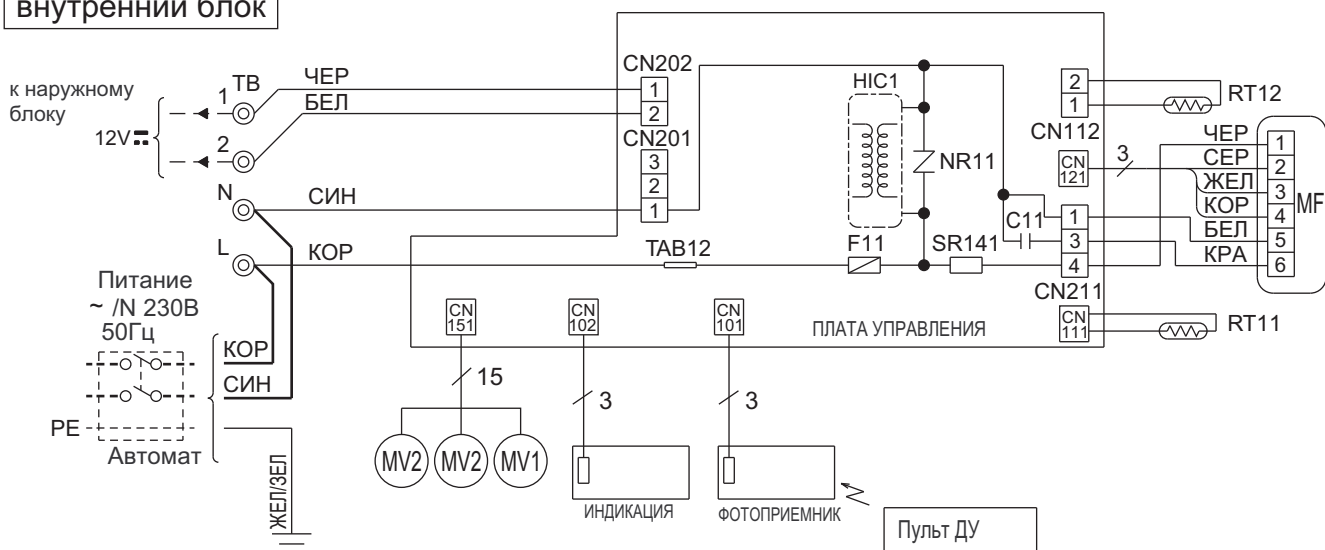 внутренний блок
к наружному
блоку
12V
TB
1
2
N
L
ЧЕР
БЕЛ
СИН
КОР
CN202
1
2
CN201
3
2
1
HIC1
NR11
TAB12
F11
SR141
C11
2
1
CN112
RT12
CN
121
3
1
3
4
CN211
CN
111
RT11
ЧЕР
СЕР
ЖЕЛ
КОР
БЕЛ
КРА
1
2
3
4
5
6
MF
ПЛАТА УПРАВЛЕНИЯ
Питание
~ /N 230В
50Гц
КОР
СИН
PE
Автомат
ЖЕЛ/ЗЕЛ
CN
151
15
MV2
MV2
MV1
CN
102
3
ИНДИКАЦИЯ
CN
101
3
ФОТОПРИЕМНИК
Пульт ДУ